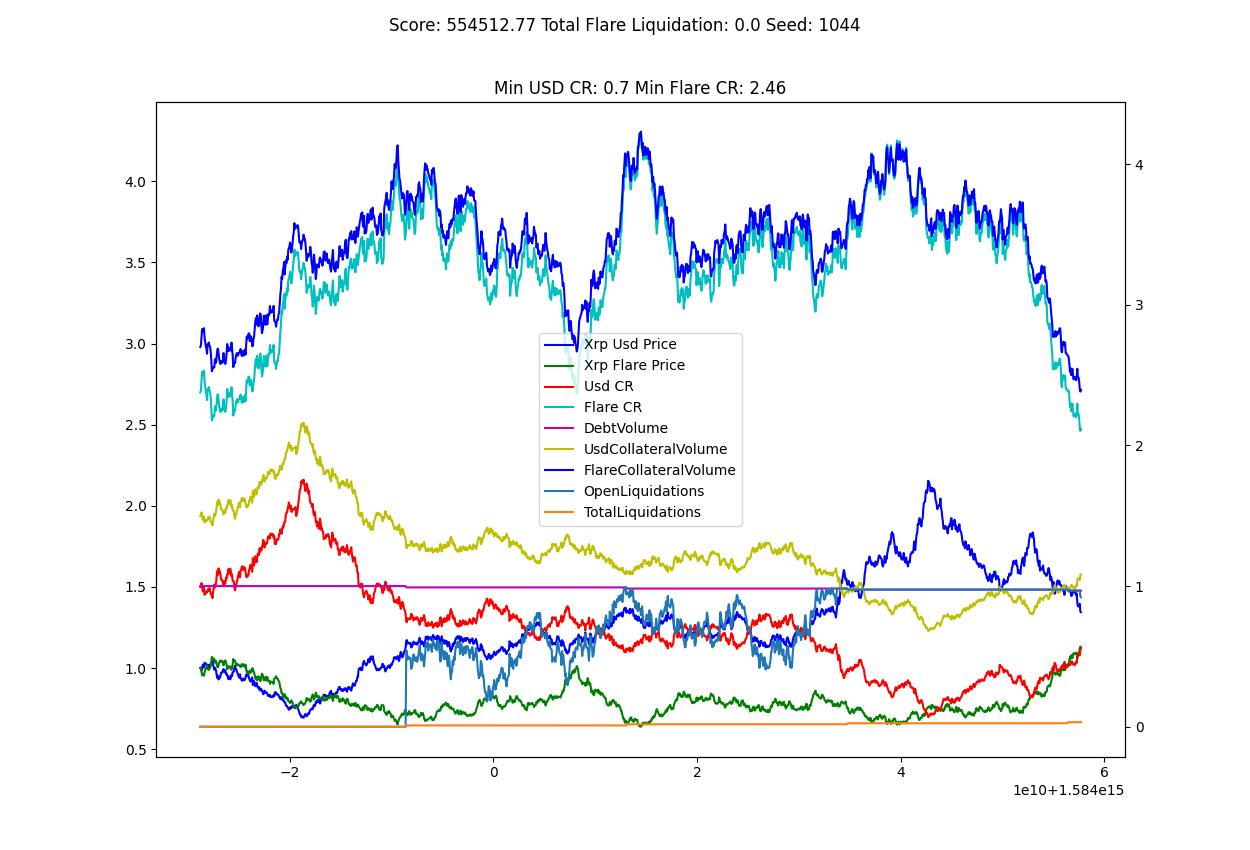 Score: 554512.77 Total Flare Liquidation: 0.0 Seed: 1044
Min USD CR: 0.7 Min Flare CR: 2.46
4.0
3.5
3.0
2.5
2.0
1.5
1.0
0.5
4
3
2
1
0
Xrp Usd Price
Xrp Flare Price
Usd CR
Flare CR
DebtVolume
UsdCollateralVolume
FlareCollateralVolume
OpenLiquidations
TotalLiquidations
−2
0
2
4
6
1e10+1.584e15